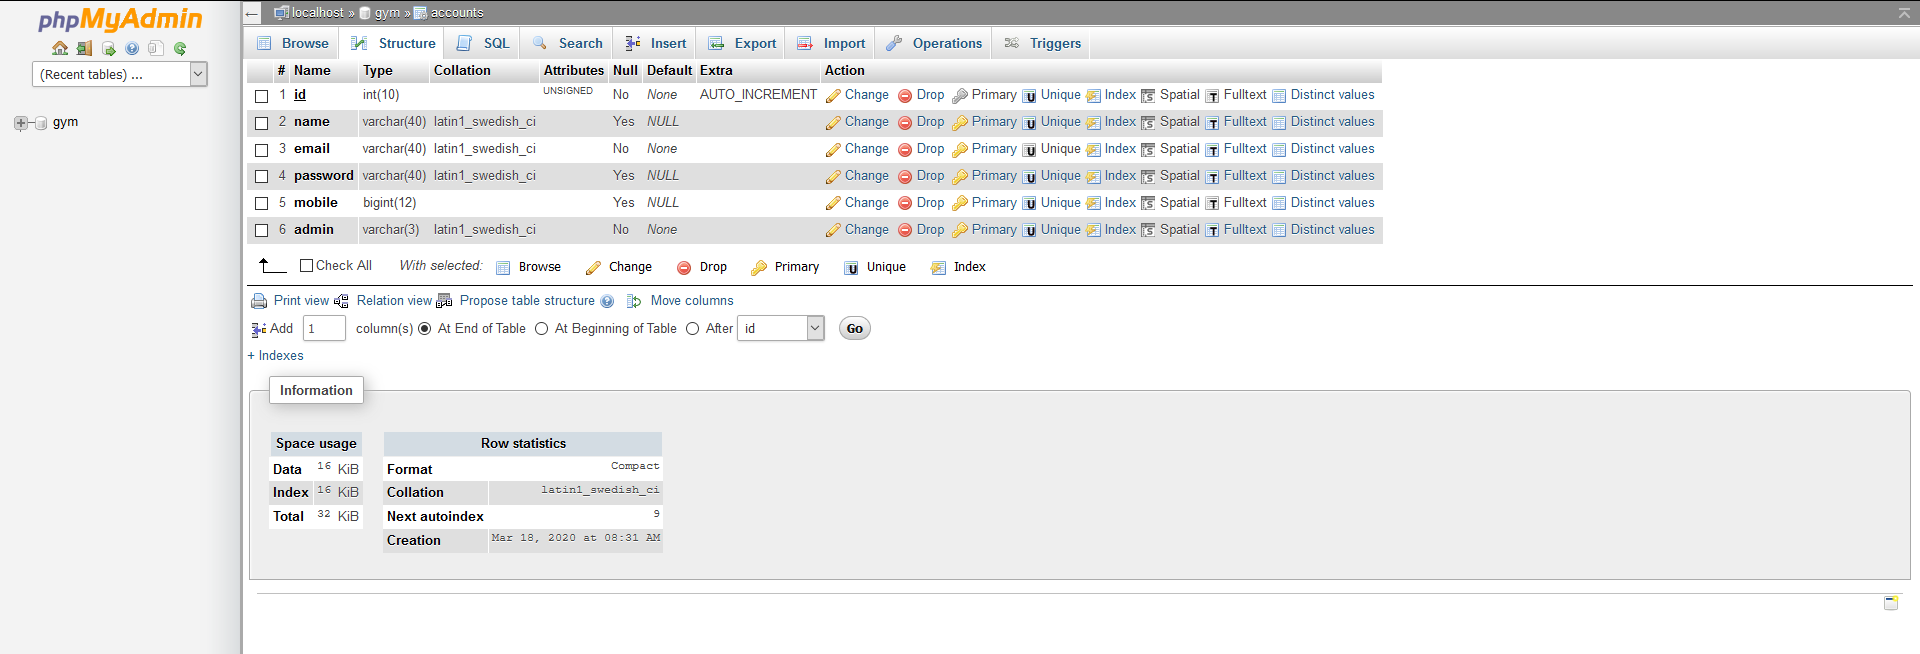 phpMyAdmin
(Recent tables) ...
gym
localhost » gym » accounts
Browse Structure SQL Search Insert Export Import Operations Triggers
# Name Type Collation Attributes Null Default Extra Action
1 id int(10) UNSIGNED No None AUTO_INCREMENT Change Drop Primary Unique Index Spatial Fulltext Distinct values
2 name varchar(40) latin1_swedish_ci Yes NULL Change Drop Primary Unique Index Spatial Fulltext Distinct values
3 email varchar(40) latin1_swedish_ci No None Change Drop Primary Unique Index Spatial Fulltext Distinct values
4 password varchar(40) latin1_swedish_ci Yes NULL Change Drop Primary Unique Index Spatial Fulltext Distinct values
5 mobile bigint(12) Yes NULL Change Drop Primary Unique Index Spatial Fulltext Distinct values
6 admin varchar(3) latin1_swedish_ci No None Change Drop Primary Unique Index Spatial Fulltext Distinct values
Check All With selected: Browse Change Drop Primary Unique Index
Print view Relation view Propose table structure Move columns
Add 1 column(s) At End of Table At Beginning of Table After id Go
+ Indexes
Information
Space usage
Data 16 KiB
Index 16 KiB
Total 32 KiB
Row statistics
Format Compact
Collation latin1_swedish_ci
Next autoindex 9
Creation Mar 18, 2020 at 08:31 AM